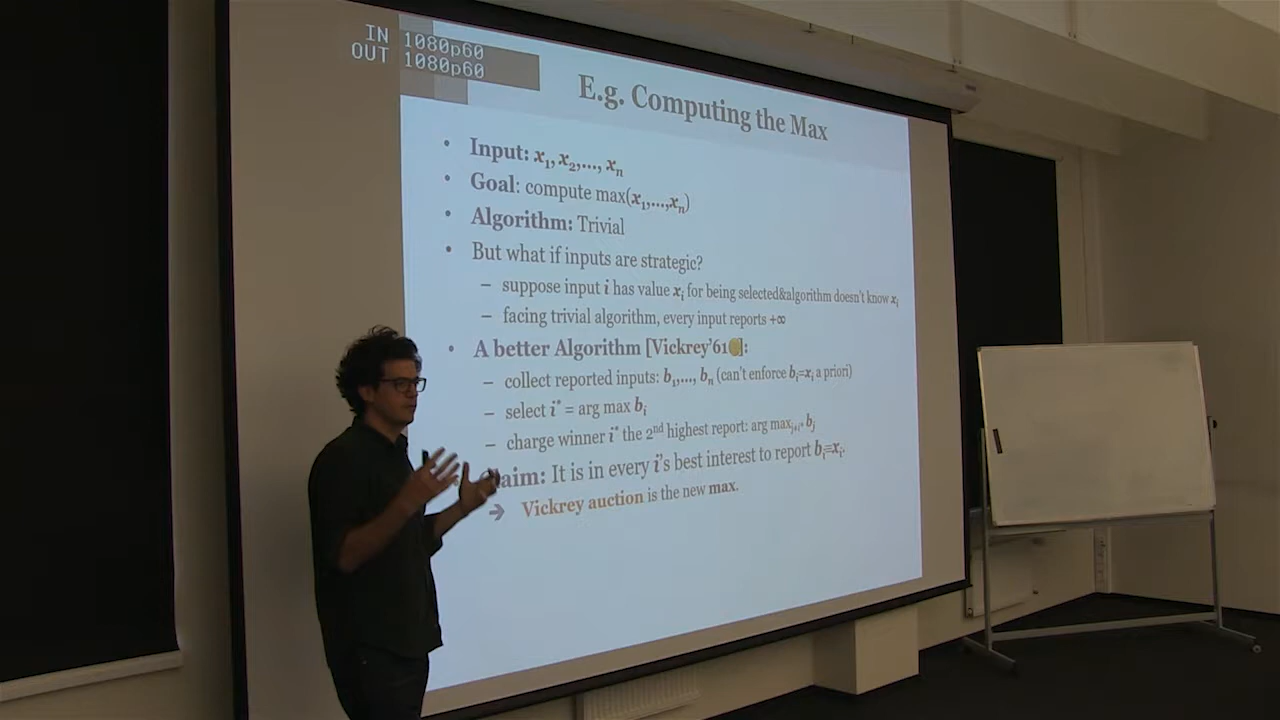 IN 1080p60
OUT 1080p60
E.g. Computing the Max
• Input: x₁, x₂,..., xₙ
• Goal: compute max(x₁,...,xₙ)
• Algorithm: Trivial
• But what if inputs are strategic?
– suppose input i has value xᵢ for being selected&algorithm doesn't know xᵢ
– facing trivial algorithm, every input reports +∞
• A better Algorithm [Vickrey'61]:
– collect reported inputs: b₁,..., bₙ (can't enforce bᵢ=xᵢ a priori)
– select i* = arg max bᵢ
– charge winner i* the 2nd highest report: arg max_{j≠i*} bⱼ
It is in every i's best interest to report bᵢ≡xᵢ.
→ Vickrey auction is the new max.